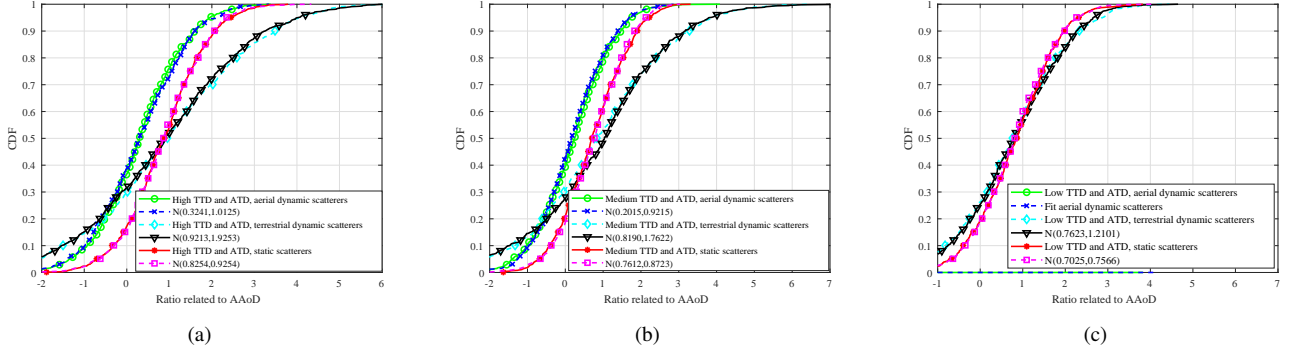 1
0.9
0.8
0.7
0.6
0.5
0.4
0.3
0.2
0.1
0
CDF
High TTD and ATD, aerial dynamic scatterers
N(0.3241,1.0125)
High TTD and ATD, terrestrial dynamic scatterers
N(0.9213,1.9253)
High TTD and ATD, static scatterers
N(0.8254,0.9254)
-2 -1 0 1 2 3 4 5 6
Ratio related to AAoD
(a)
1
0.9
0.8
0.7
0.6
0.5
0.4
0.3
0.2
0.1
0
CDF
Medium TTD and ATD, aerial dynamic scatterers
N(0.2015,0.9215)
Medium TTD and ATD, terrestrial dynamic scatterers
N(0.8190,1.7622)
Medium TTD and ATD, static scatterers
N(0.7612,0.8723)
-2 -1 0 1 2 3 4 5 6 7
Ratio related to AAoD
(b)
1
0.9
0.8
0.7
0.6
0.5
0.4
0.3
0.2
0.1
0
CDF
Low TTD and ATD, aerial dynamic scatterers
Fit aerial dynamic scatterers
Low TTD and ATD, terrestrial dynamic scatterers
N(0.7623,1.2101)
Low TTD and ATD, static scatterers
N(0.7025,0.7566)
-1 0 1 2 3 4 5 6 7
Ratio related to AAoD
(c)